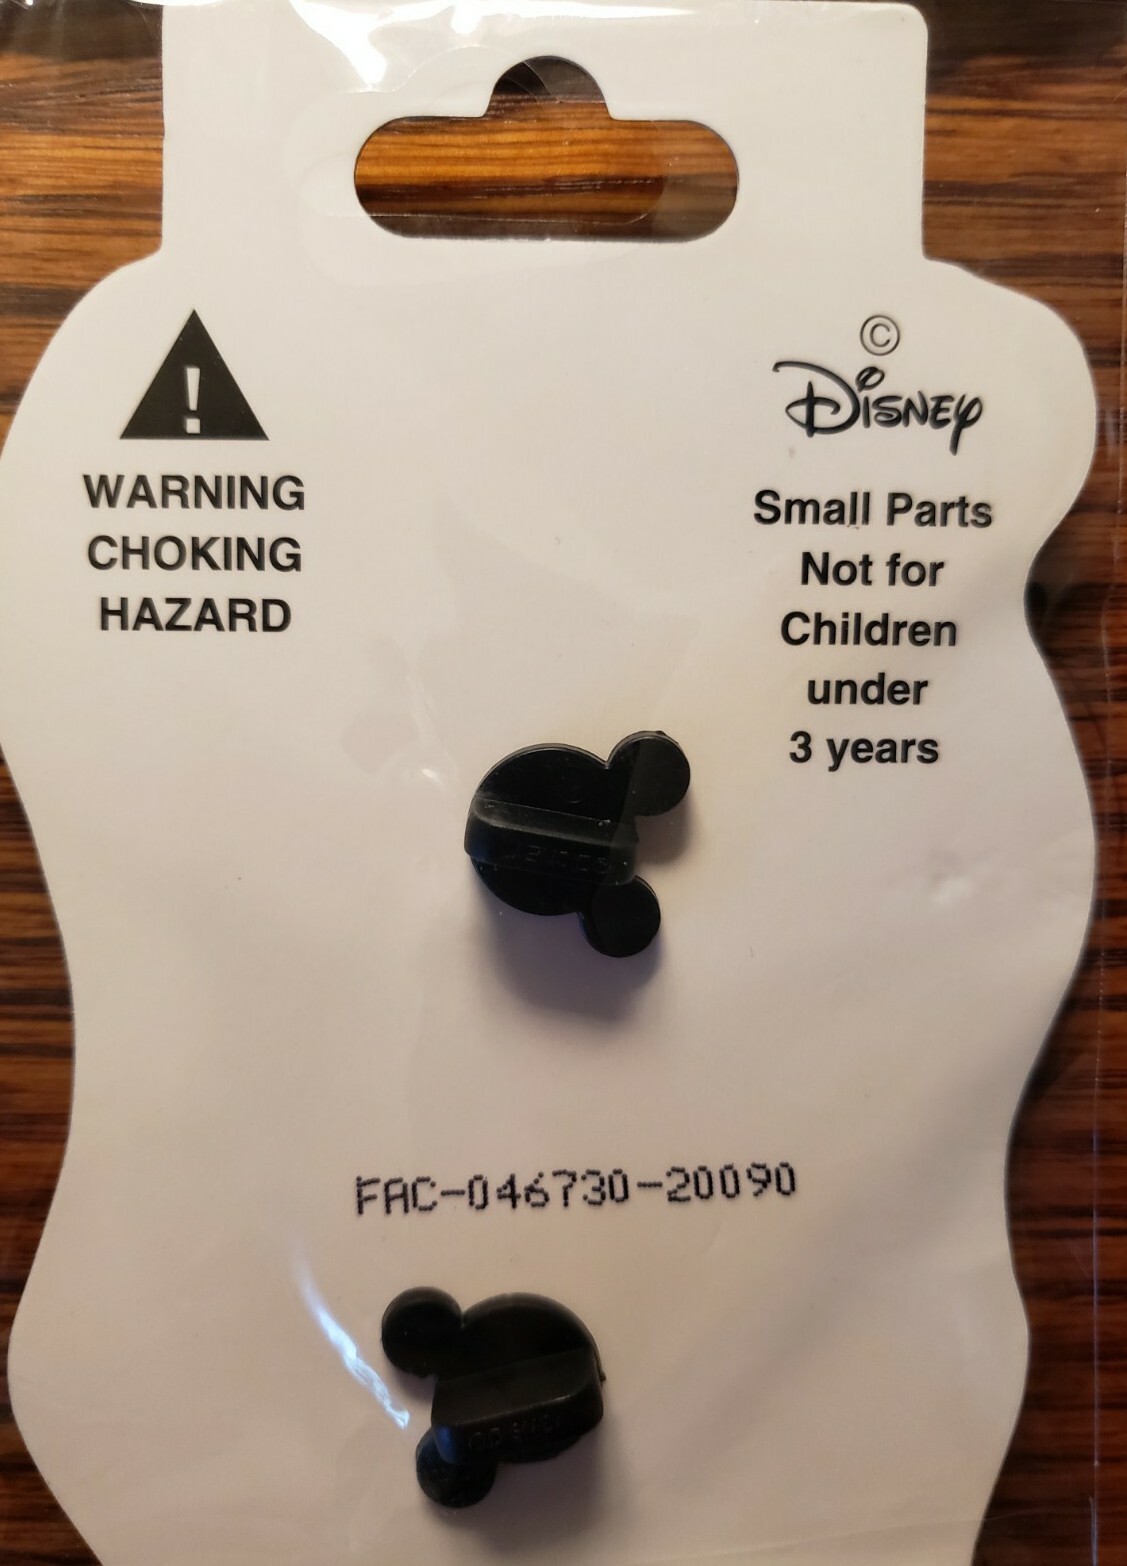 WARNING
CHOKING
HAZARD
©
Disney
Small Parts
Not for
Children
under
3 years
FAC-046730-20090